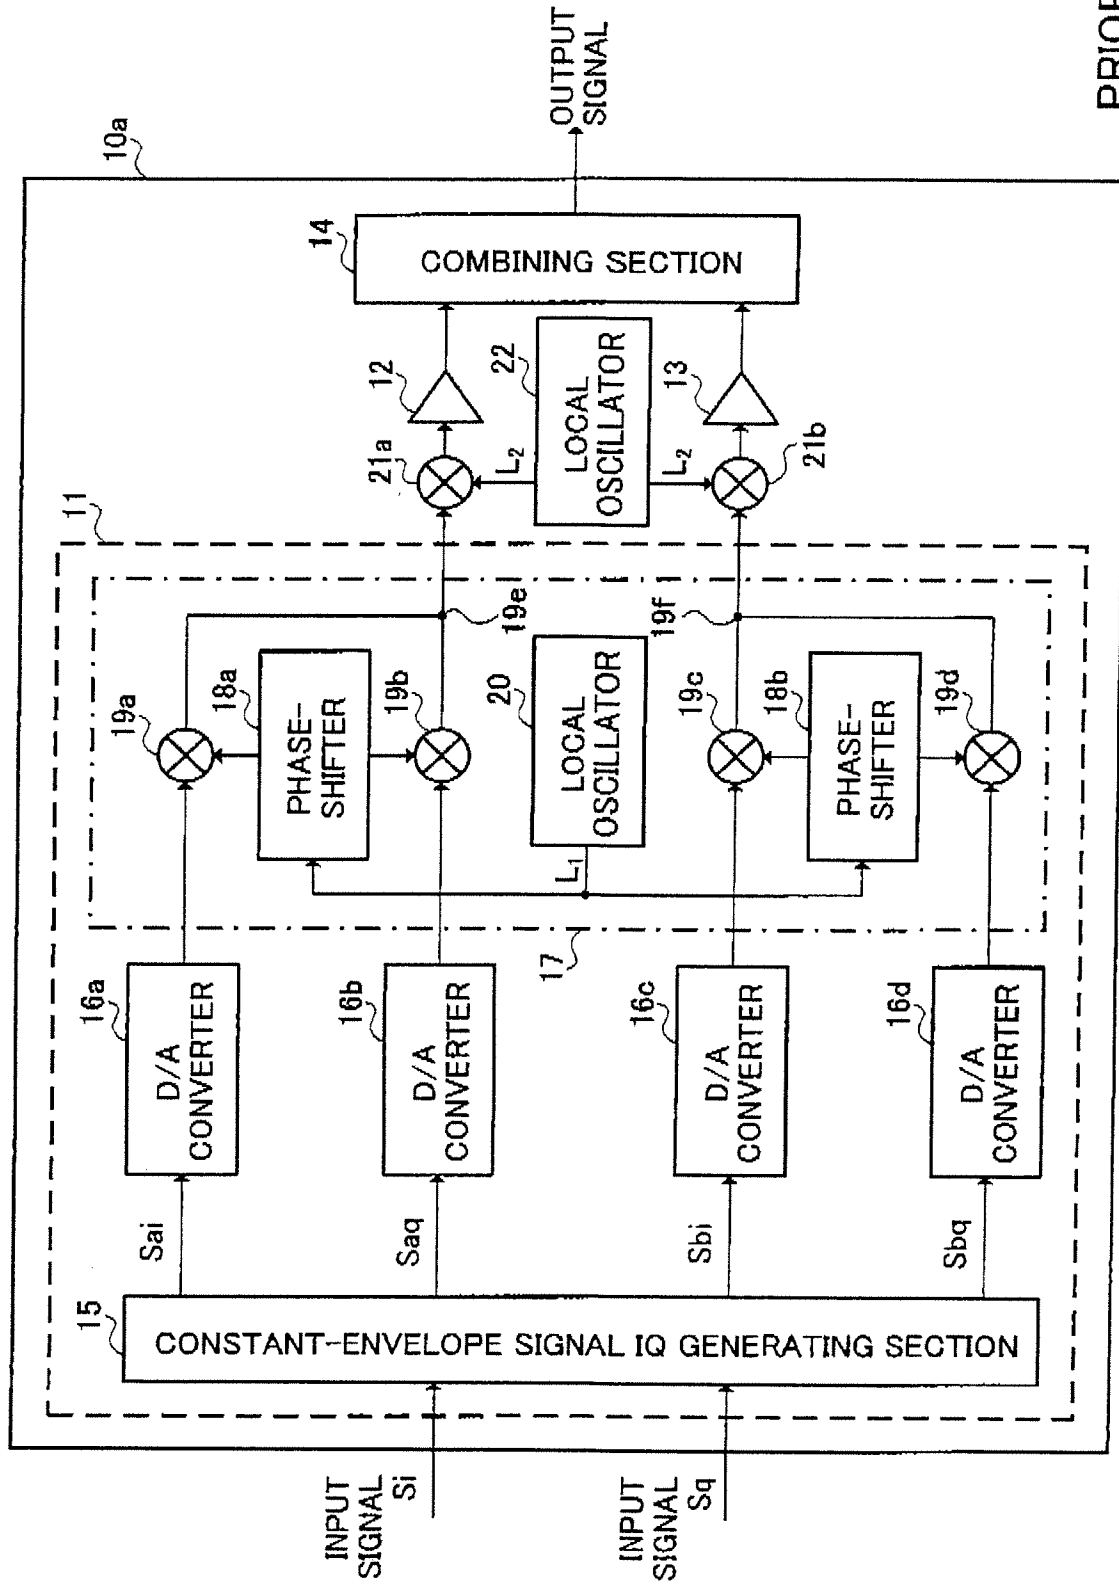 10a
11
INPUT
SIGNAL
Si
INPUT
SIGNAL
Sq
15
CONSTANT-ENVELOPE SIGNAL IQ GENERATING SECTION
Sai
Saq
Sbi
Sbq
16a
D/A
CONVERTER
16b
D/A
CONVERTER
16c
D/A
CONVERTER
16d
D/A
CONVERTER
17
19a
18a
PHASE-
SHIFTER
19b
19e
L1
20
LOCAL
OSCILLATOR
19c
19f
18b
PHASE-
SHIFTER
19d
21a
12
L2
22
LOCAL
OSCILLATOR
L2
13
21b
14
COMBINING SECTION
OUTPUT
SIGNAL